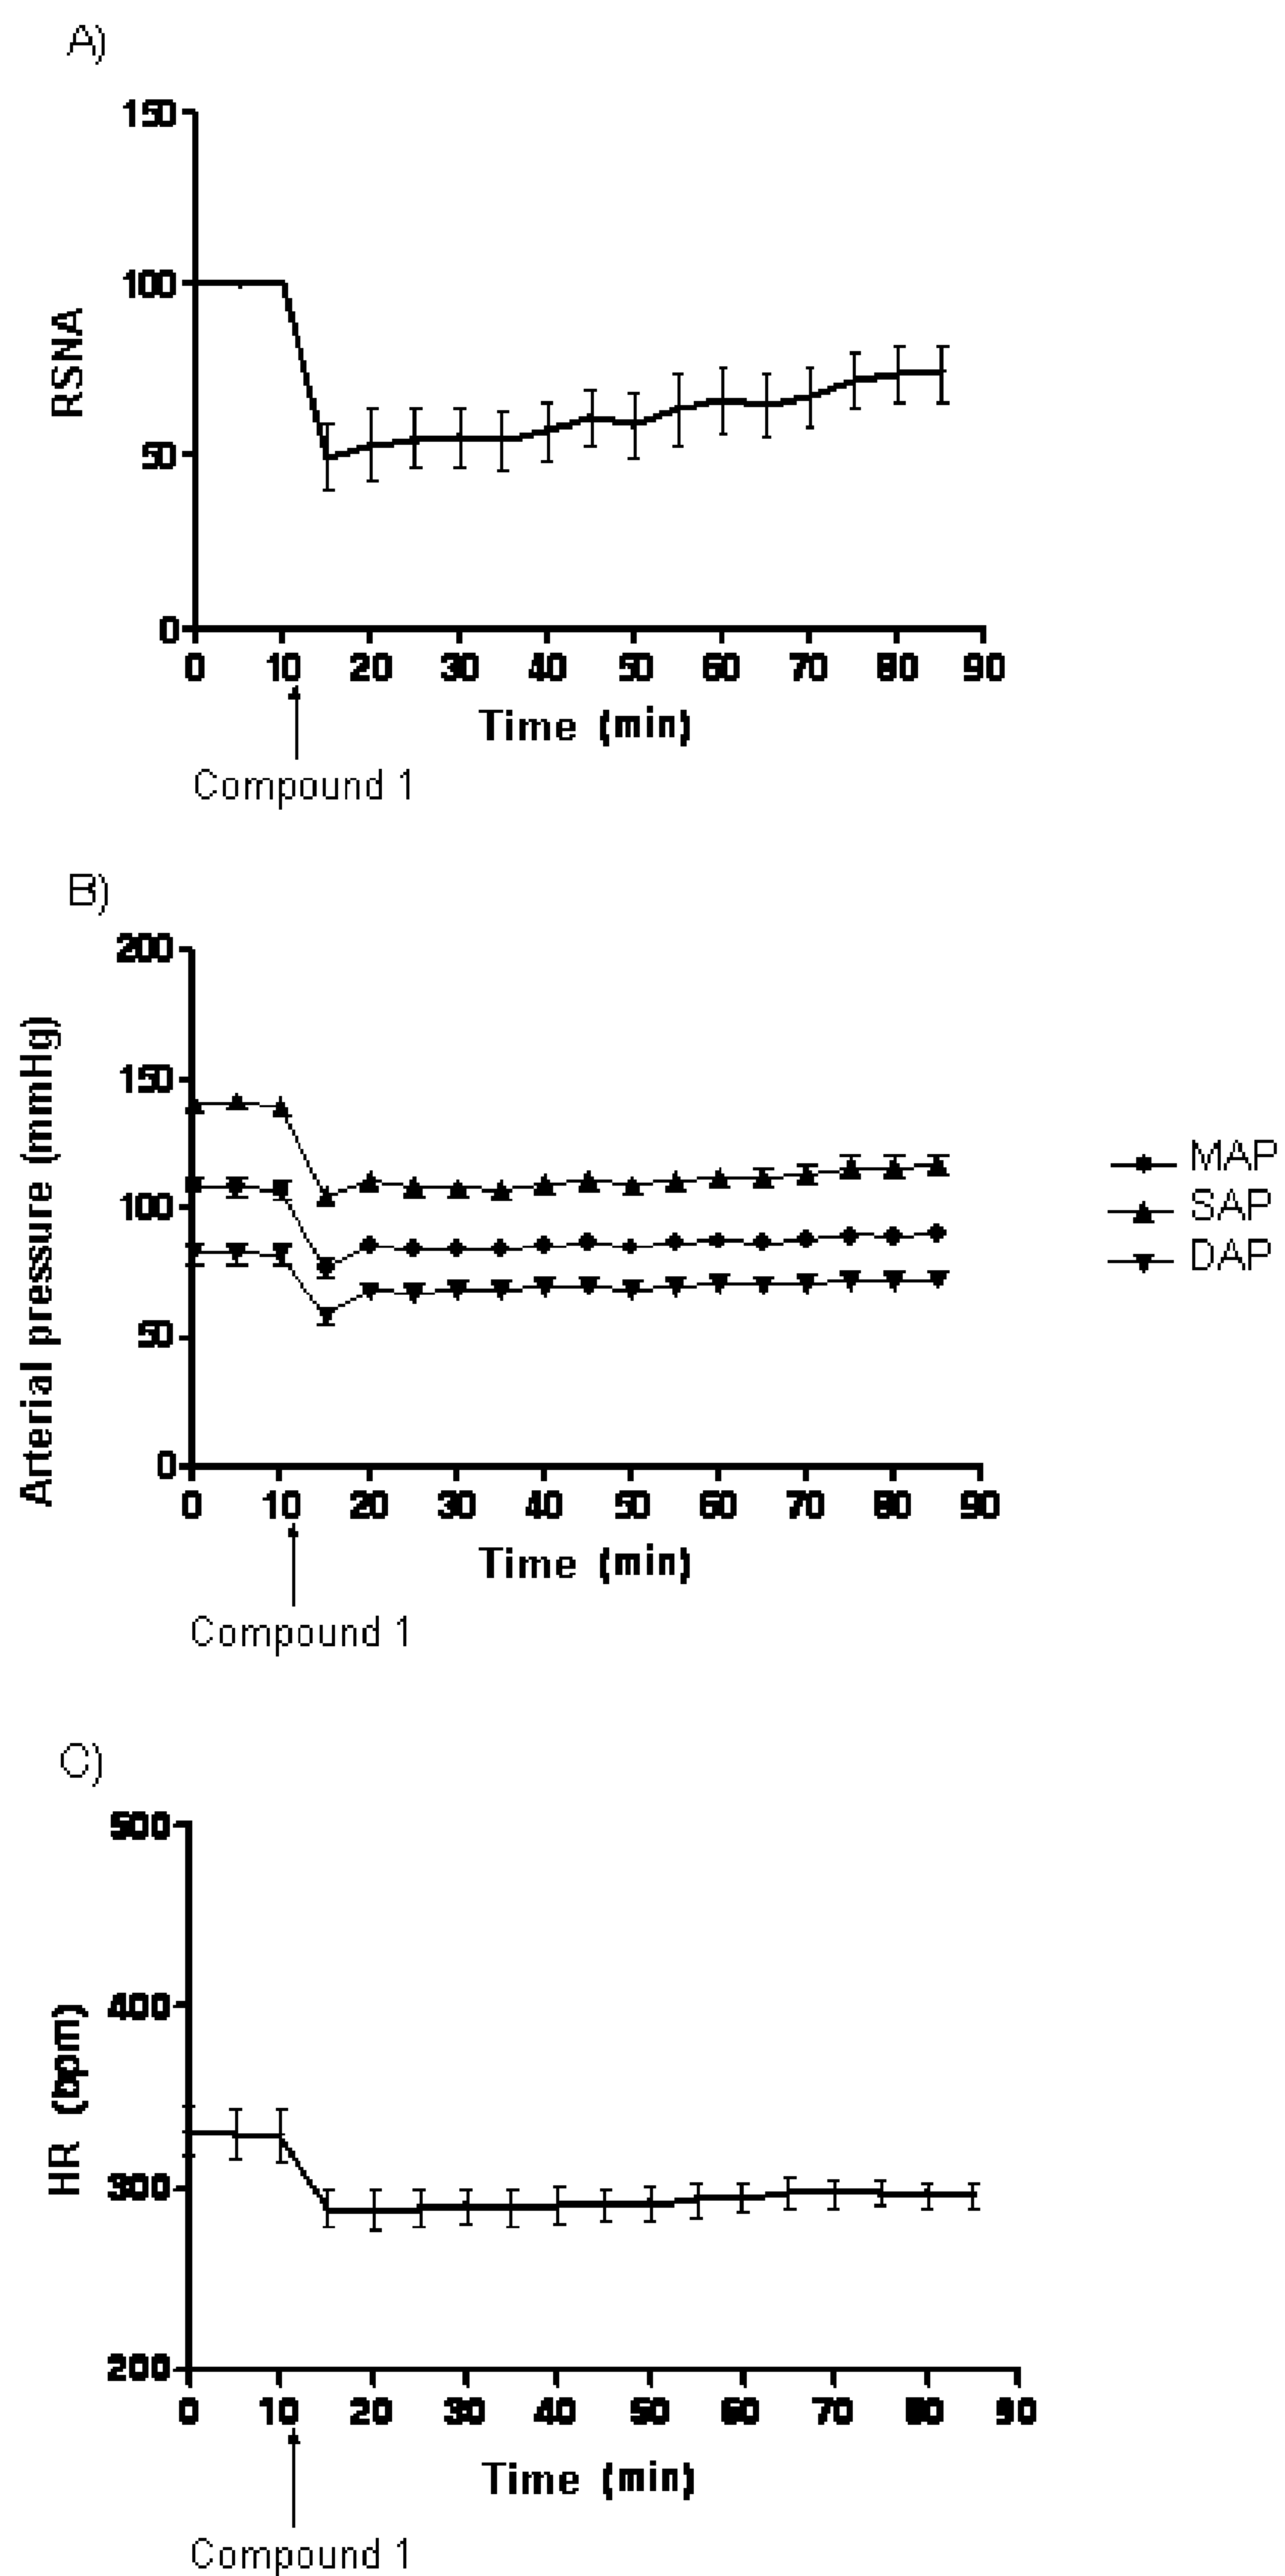 A)
150
100
50
0
RSNA
0 10 20 30 40 50 60 70 80 90
Time (min)
Compound 1
B)
200
150
100
50
0
Arterial pressure (mmHg)
MAP
SAP
DAP
0 10 20 30 40 50 60 70 80 90
Time (min)
Compound 1
C)
500
400
300
200
HR (bpm)
0 10 20 30 40 50 60 70 80 90
Time (min)
Compound 1